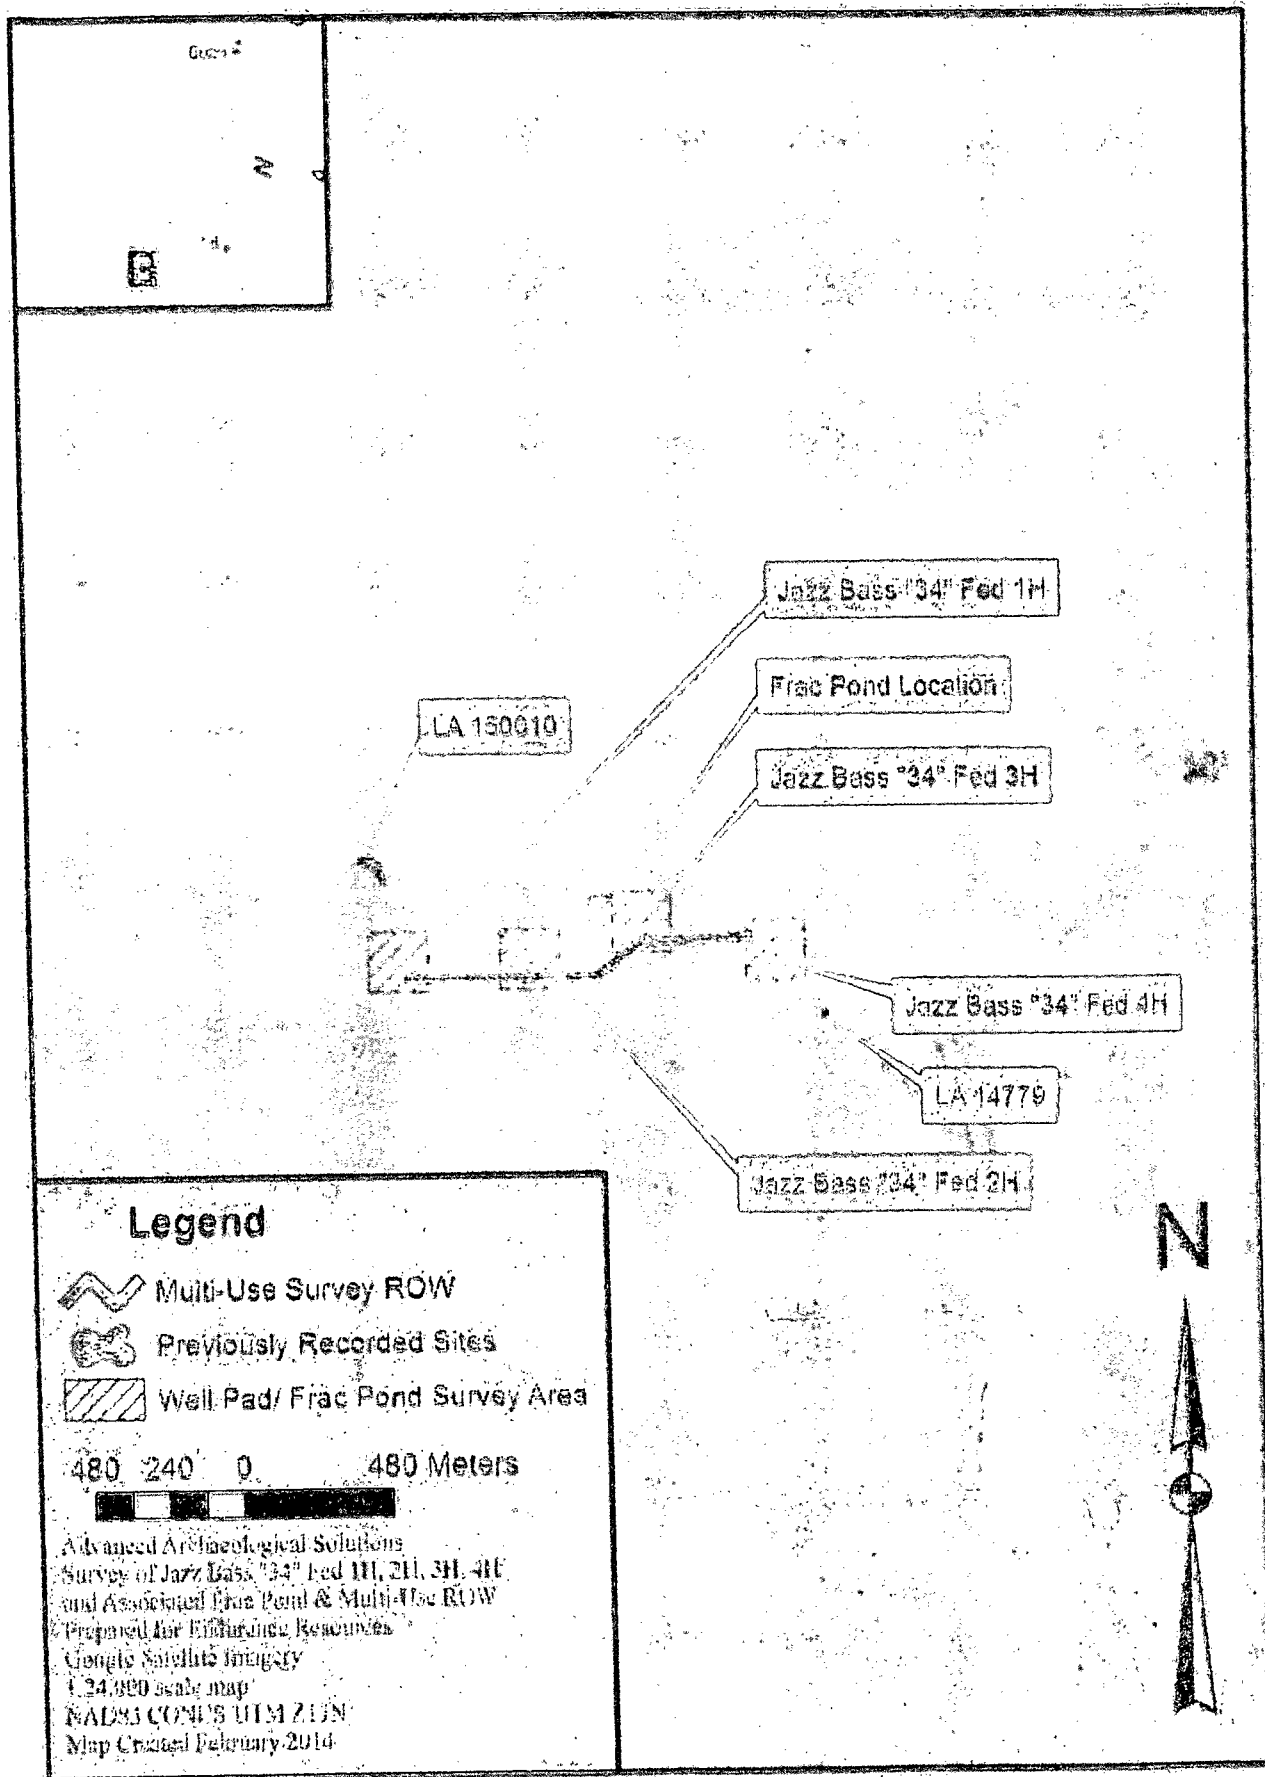 Jazz Bass "34" Fed 1H
Frac Pond Location
LA 150010
Jazz Bass "34" Fed 3H
Jazz Bass "34" Fed 4H
LA 14779
Jazz Bass "34" Fed 2H
Legend
Multi-Use Survey ROW
Previously Recorded Sites
Well Pad/ Frac Pond Survey Area
480 240 0 480 Meters
Advanced Archaeological Solutions
Survey of Jazz Bass "34" Fed 1H, 2H, 3H, 4H
and Associated Frac Pond & Multi-Use ROW
Prepared for Endurance Resources
Google Satellite Imagery
1:24,000 scale map
NAD83 CONUS UTM Z13N
Map Created February 2014
N